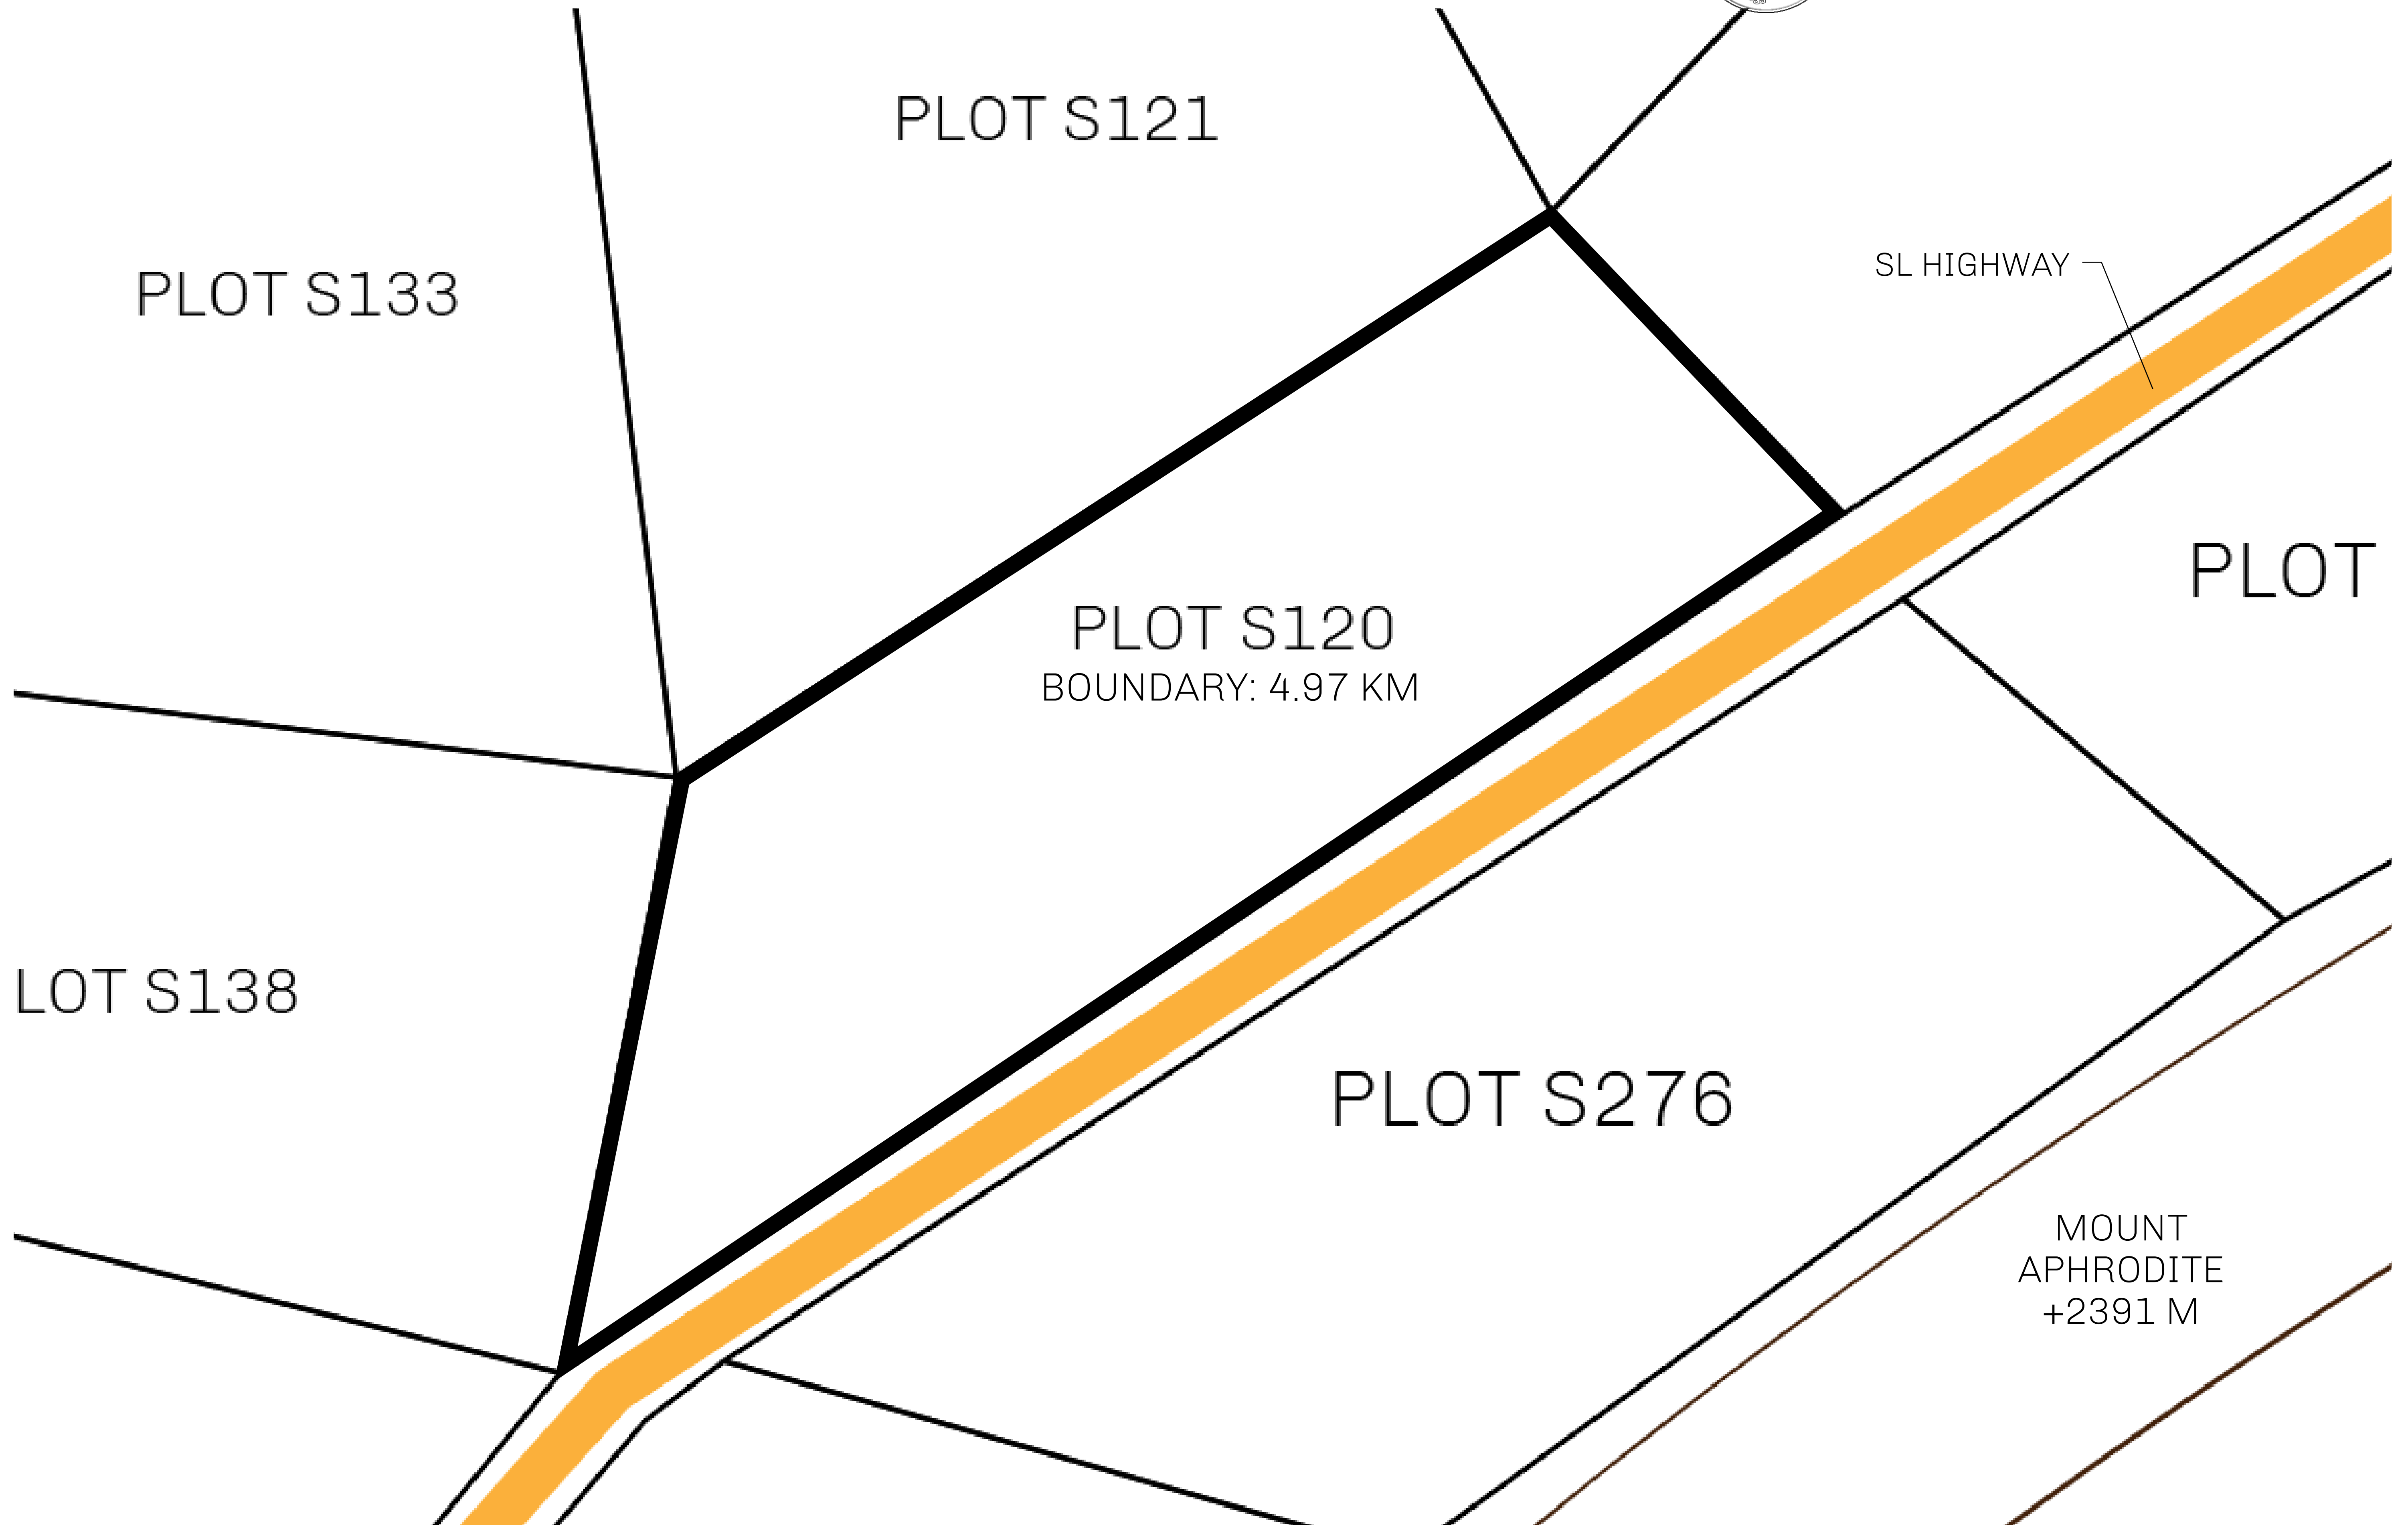 PLOT S121
SL HIGHWAY
PLOT S133
PLOT
PLOT S120
BOUNDARY: 4.97 KM
LOT S138
PLOT S276
MOUNT
APHRODITE
+2391 M